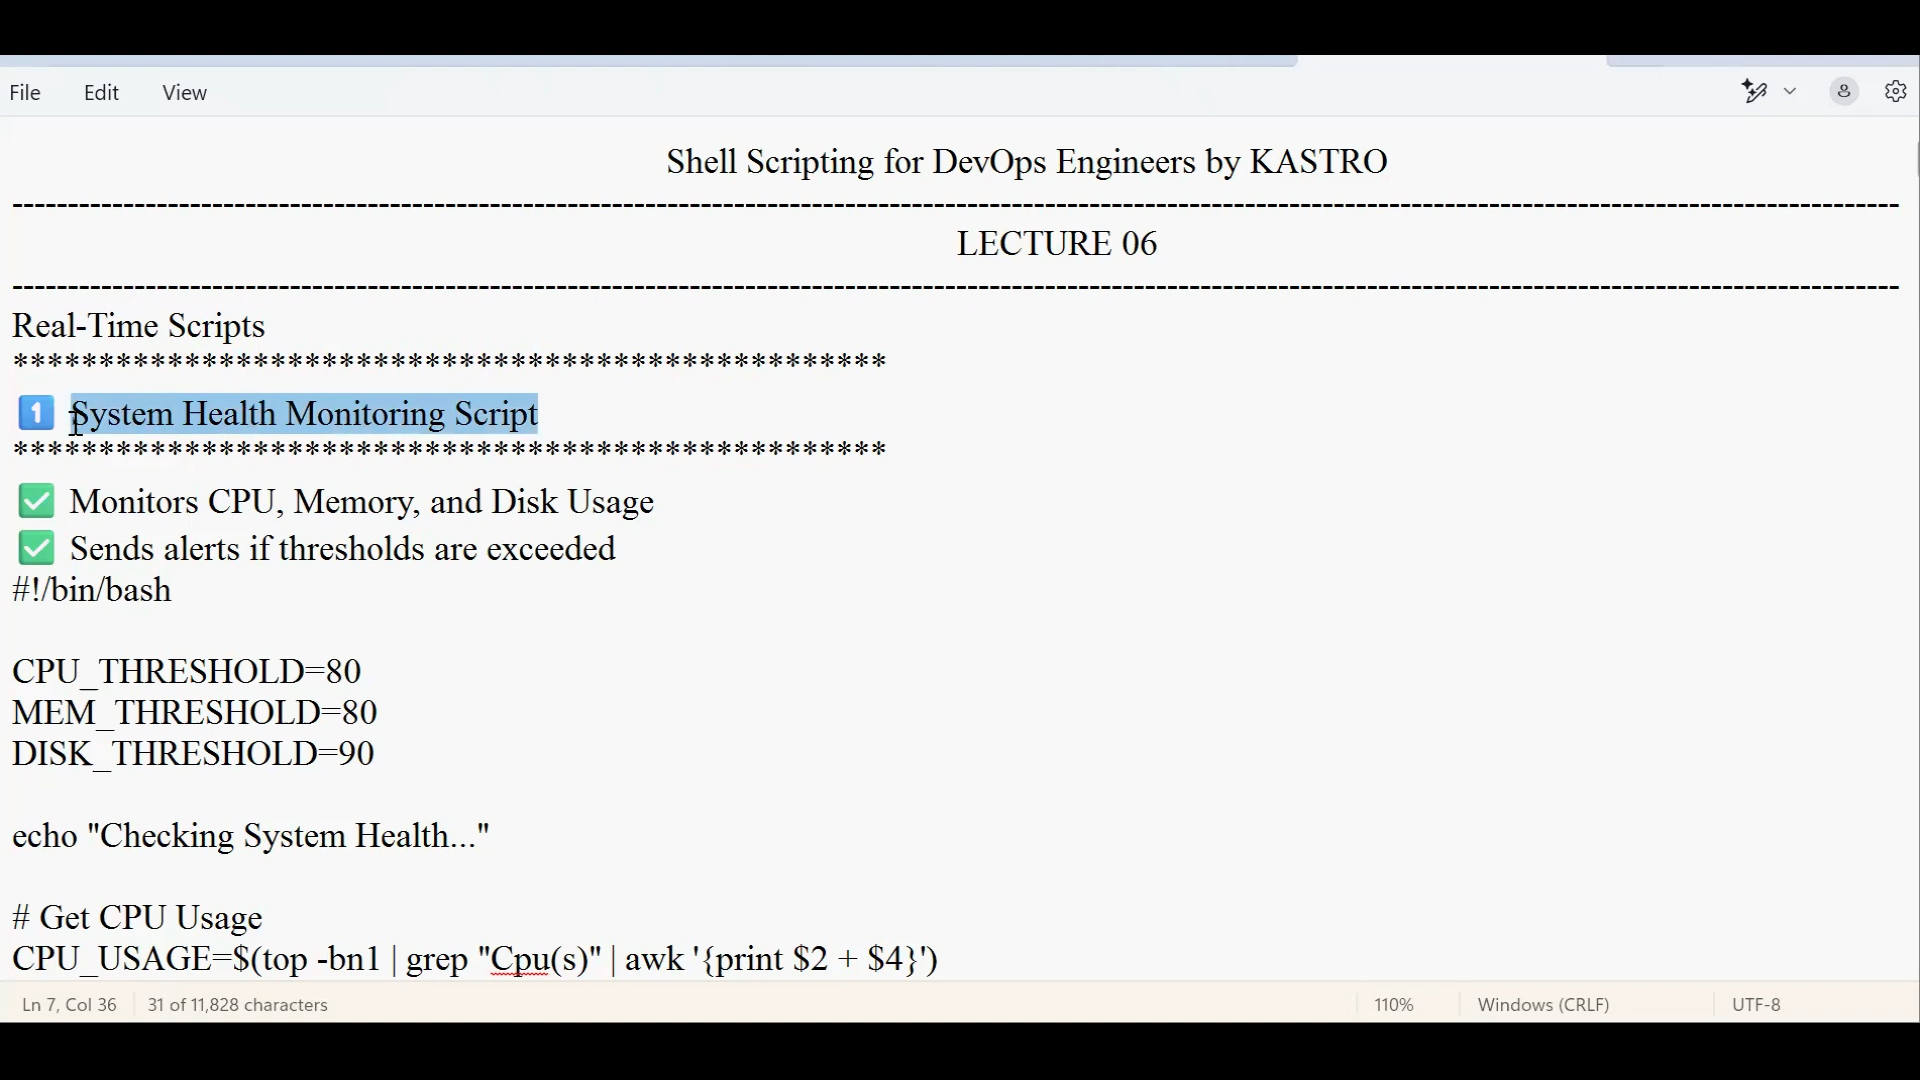 File Edit View
Shell Scripting for DevOps Engineers by KASTRO
-----------------------------------------------------------------------------------------------------------------------------------------------------------
LECTURE 06
-----------------------------------------------------------------------------------------------------------------------------------------------------------
Real-Time Scripts
**************************************************
1 System Health Monitoring Script
**************************************************
✅ Monitors CPU, Memory, and Disk Usage
✅ Sends alerts if thresholds are exceeded
#!/bin/bash
CPU_THRESHOLD=80
MEM_THRESHOLD=80
DISK_THRESHOLD=90
echo "Checking System Health..."
# Get CPU Usage
CPU_USAGE=$(top -bn1 | grep "Cpu(s)" | awk '{print $2 + $4}')
Ln 7, Col 36 31 of 11,828 characters 110% Windows (CRLF) UTF-8